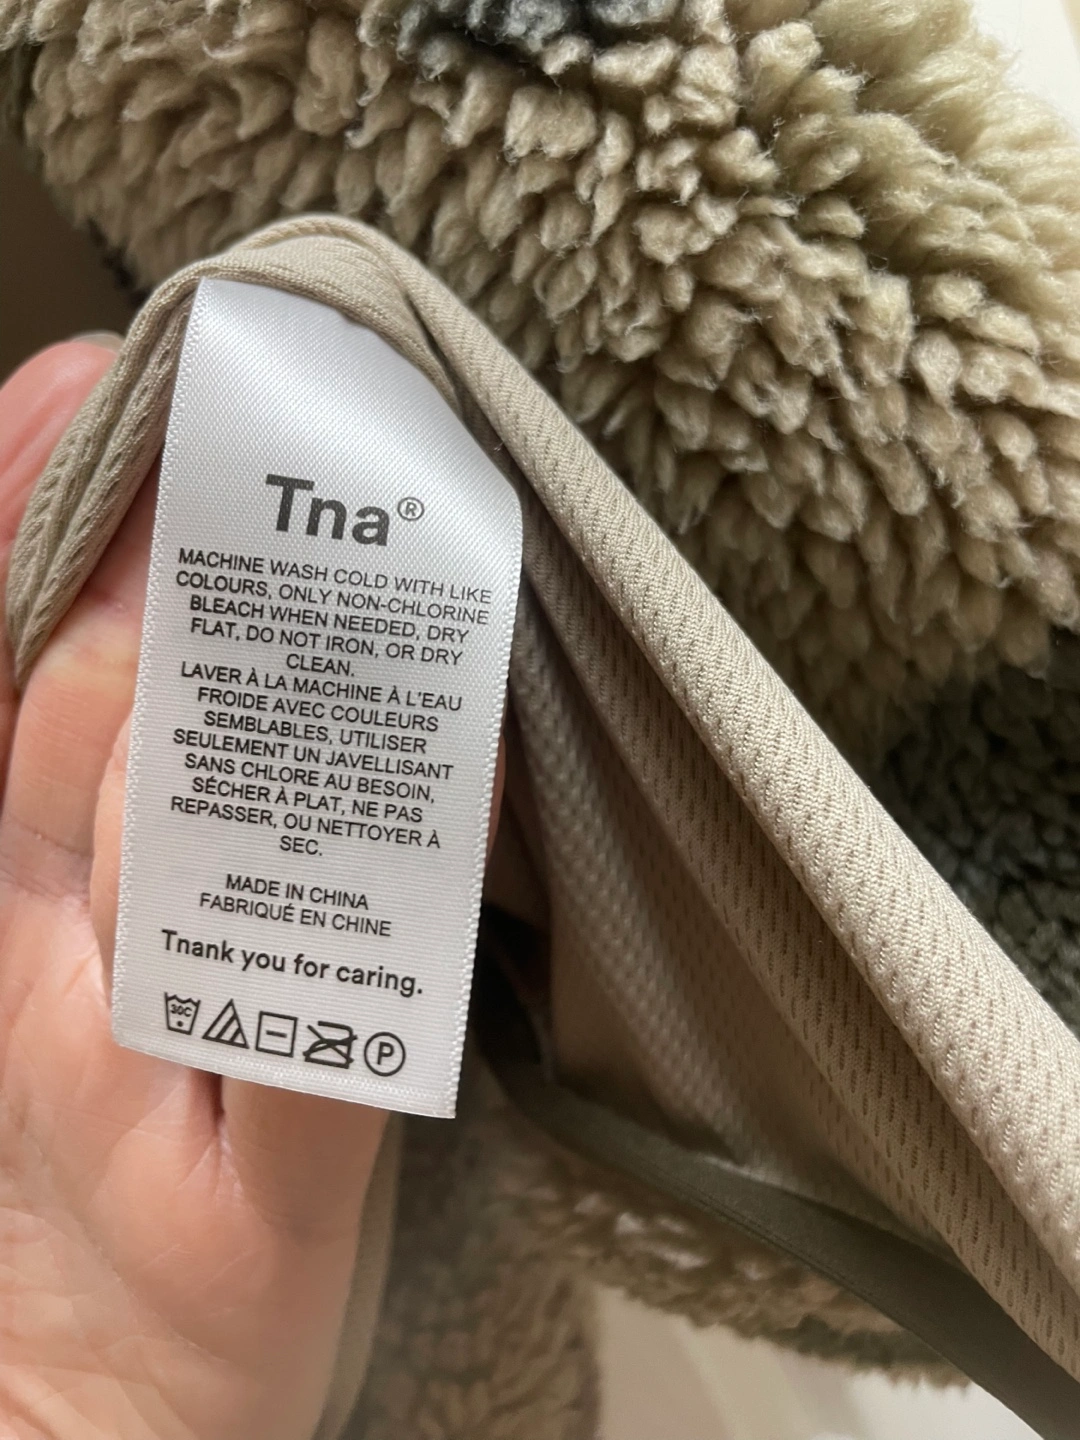 Tna®
MACHINE WASH COLD WITH LIKE
COLOURS, ONLY NON-CHLORINE
BLEACH WHEN NEEDED, DRY
FLAT, DO NOT IRON, OR DRY
CLEAN.
LAVER À LA MACHINE À L'EAU
FROIDE AVEC COULEURS
SEMBLABLES, UTILISER
SEULEMENT UN JAVELLISANT
SANS CHLORE AU BESOIN,
SÉCHER À PLAT, NE PAS
REPASSER, OU NETTOYER À
SEC.
MADE IN CHINA
FABRIQUÉ EN CHINE
Tnank you for caring.
30C P